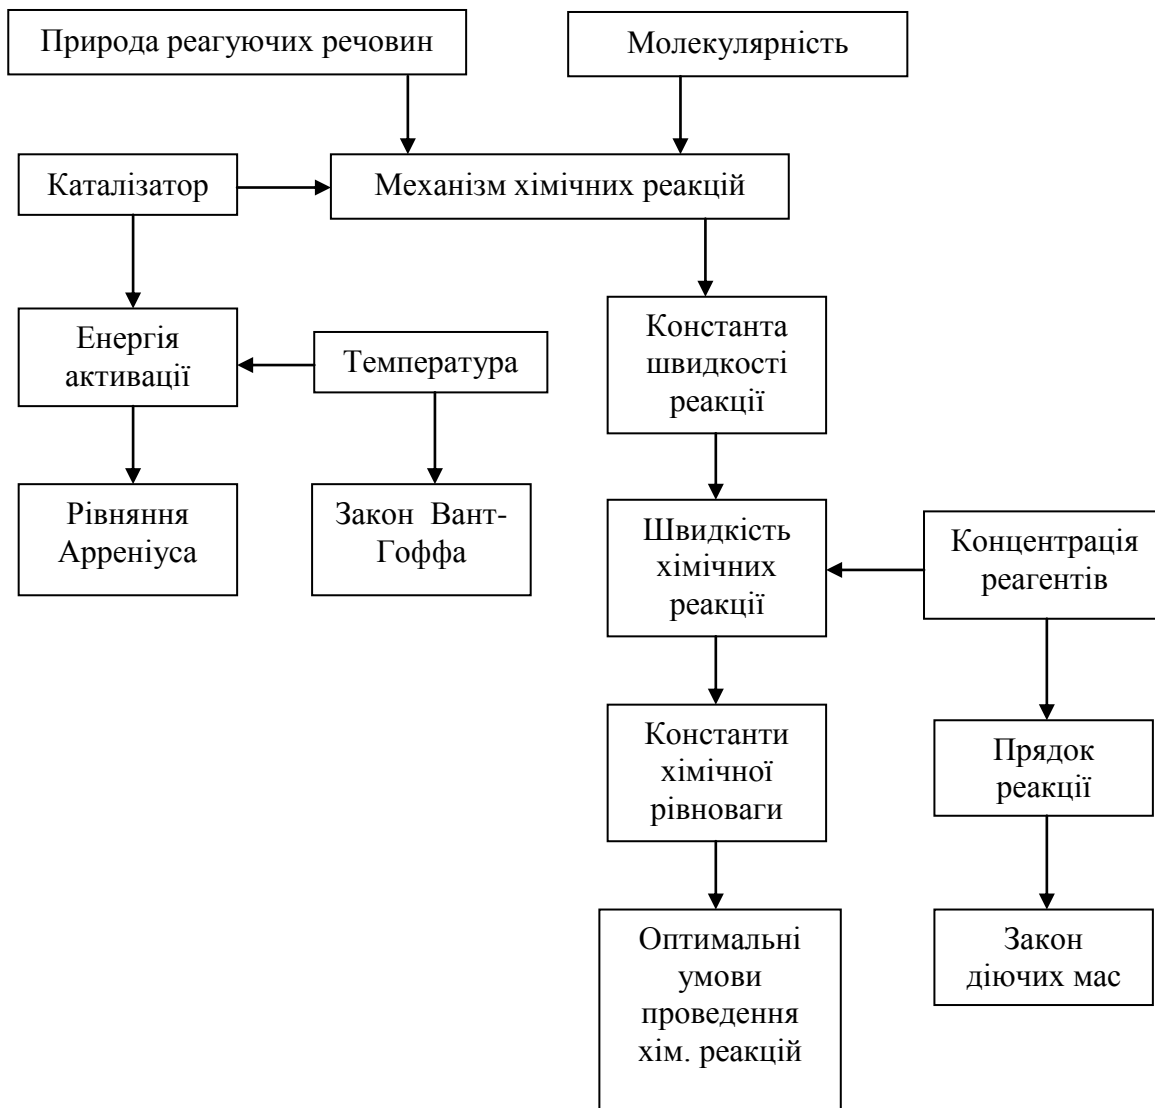 Природа реагуючих речовин
Молекулярність
Каталізатор
Механізм хімічних реакцій
Енергія
активації
Температура
Константа
швидкості
реакції
Рівняння
Арреніуса
Закон Вант-
Гоффа
Швидкість
хімічних
реакції
Концентрація
реагентів
Константи
хімічної
рівноваги
Прядок
реакції
Оптимальні
умови
проведення
хім. реакцій
Закон
діючих мас